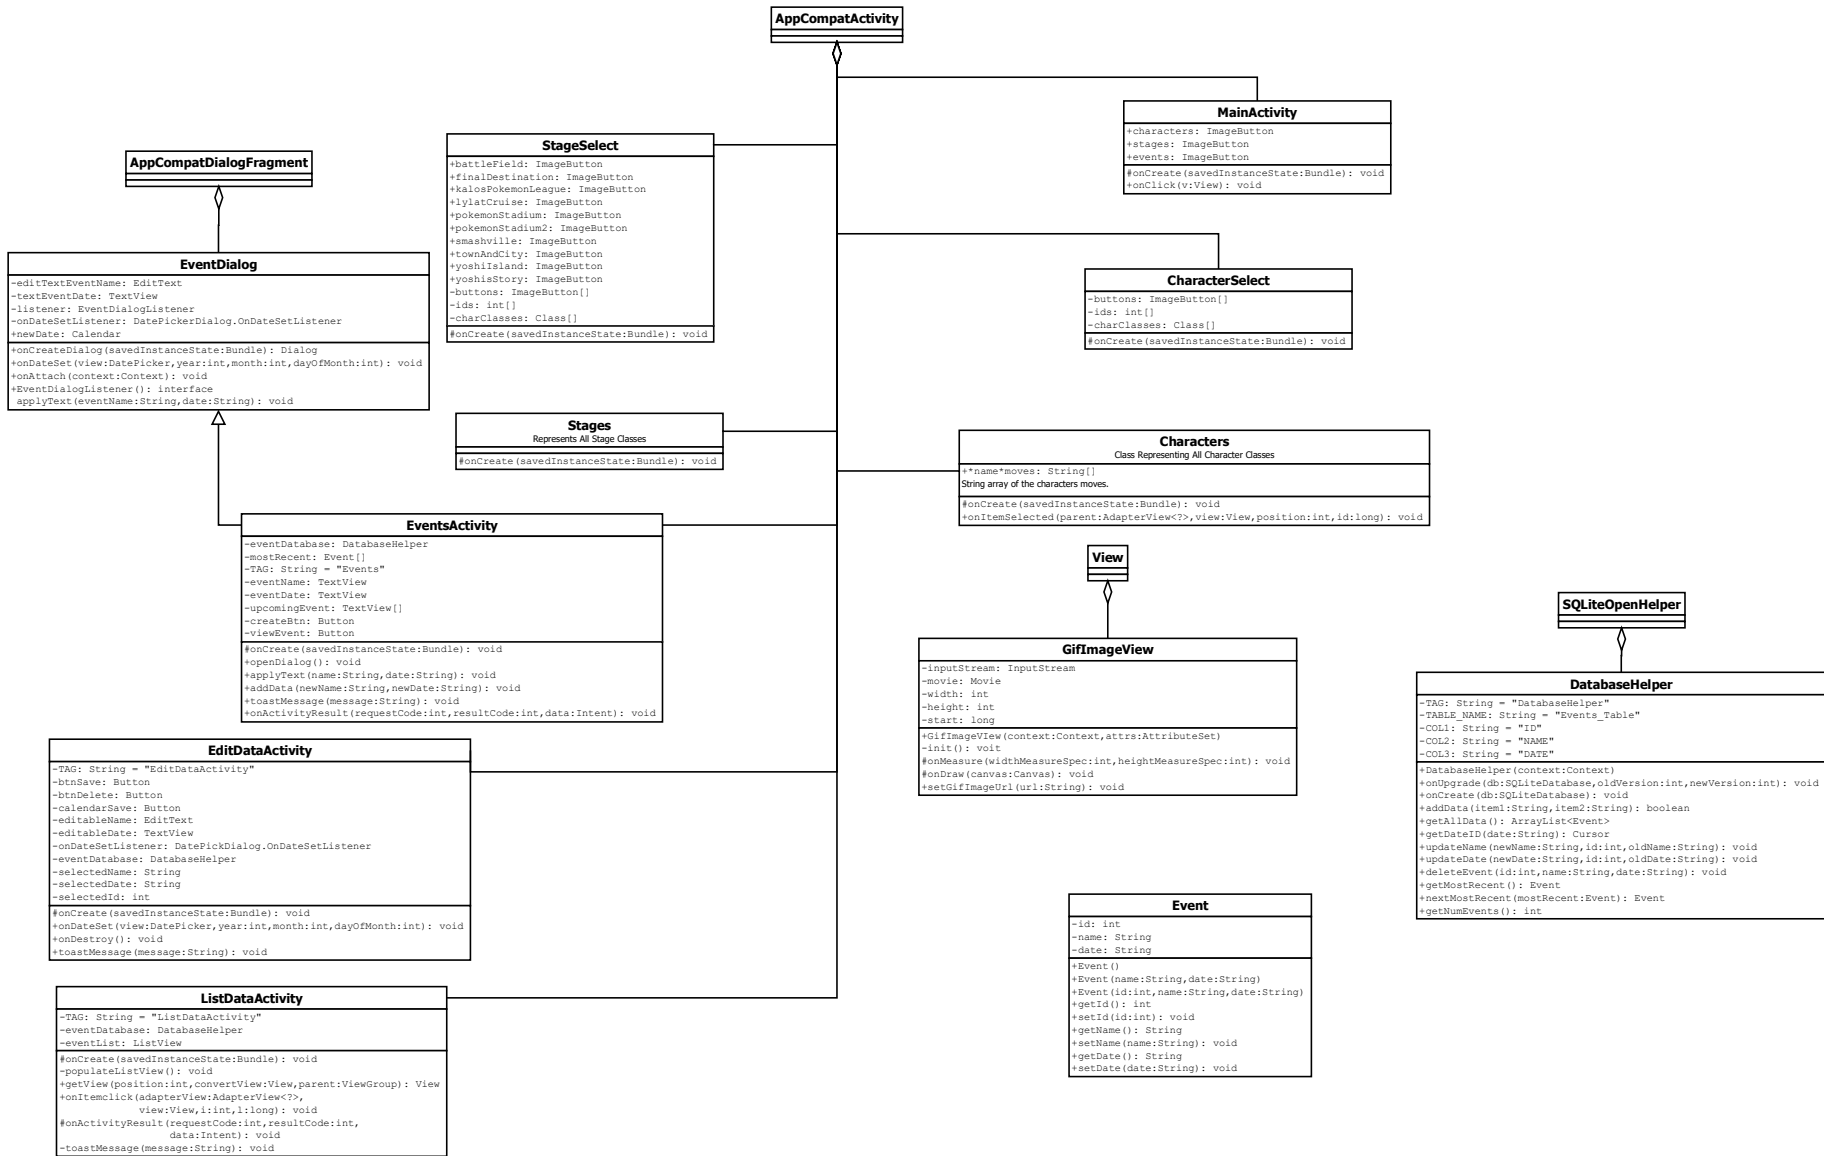 AppCompatActivity
MainActivity
+characters: ImageButton
+stages: ImageButton
+events: ImageButton
#onCreate(savedInstanceState:Bundle): void
+onClick(v:View): void
StageSelect
+battleField: ImageButton
+finalDestination: ImageButton
+kalosPokemonLeague: ImageButton
+lylatCruise: ImageButton
+pokemonStadium: ImageButton
+pokemonStadium2: ImageButton
+smashville: ImageButton
+townAndCity: ImageButton
+yoshiIsland: ImageButton
+yoshisStory: ImageButton
-buttons: ImageButton[]
-ids: int[]
-charClasses: Class[]
#onCreate(savedInstanceState:Bundle): void
AppCompatDialogFragment
EventDialog
-editTextEventName: EditText
-textEventDate: TextView
-listener: EventDialogListener
-onDateSetListener: DatePickerDialog.OnDateSetListener
+newDate: Calendar
+onCreateDialog(savedInstanceState:Bundle): Dialog
+onDateSet(view:DatePicker,year:int,month:int,dayOfMonth:int): void
+onAttach(context:Context): void
+EventDialogListener(): interface
applyText(eventName:String,date:String): void
CharacterSelect
-buttons: ImageButton[]
-ids: int[]
-charClasses: Class[]
#onCreate(savedInstanceState:Bundle): void
Stages
Represents All Stage Classes
#onCreate(savedInstanceState:Bundle): void
Characters
Class Representing All Character Classes
+*name*moves: String[]
String array of the characters moves.
#onCreate(savedInstanceState:Bundle): void
+onItemSelected(parent:AdapterView<?>,view:View,position:int,id:long): void
EventsActivity
-eventDatabase: DatabaseHelper
-mostRecent: Event[]
-TAG: String = "Events"
-eventName: TextView
-eventDate: TextView
-upcomingEvent: TextView[]
-createBtn: Button
-viewEvent: Button
#onCreate(savedInstanceState:Bundle): void
+openDialog(): void
+applyText(name:String,date:String): void
+addData(newName:String,newDate:String): void
+toastMessage(message:String): void
+onActivityResult(requestCode:int,resultCode:int,data:Intent): void
View
GifImageView
-inputStream: InputStream
-movie: Movie
-width: int
-height: int
-start: long
+GifImageVIew(context:Context,attrs:AttributeSet)
-init(): voit
#onMeasure(widthMeasureSpec:int,heightMeasureSpec:int): void
#onDraw(canvas:Canvas): void
+setGifImageUrl(url:String): void
SQLiteOpenHelper
DatabaseHelper
-TAG: String = "DatabaseHelper"
-TABLE_NAME: String = "Events_Table"
-COL1: String = "ID"
-COL2: String = "NAME"
-COL3: String = "DATE"
+DatabaseHelper(context:Context)
+onUpgrade(db:SQLiteDatabase,oldVersion:int,newVersion:int): void
+onCreate(db:SQLiteDatabase): void
+addData(item1:String,item2:String): boolean
+getAllData(): ArrayList<Event>
+getDateID(date:String): Cursor
+updateName(newName:String,id:int,oldName:String): void
+updateDate(newDate:String,id:int,oldDate:String): void
+deleteEvent(id:int,name:String,date:String): void
+getMostRecent(): Event
+nextMostRecent(mostRecent:Event): Event
+getNumEvents(): int
EditDataActivity
-TAG: String = "EditDataActivity"
-btnSave: Button
-btnDelete: Button
-calendarSave: Button
-editableName: EditText
-editableDate: TextView
-onDateSetListener: DatePickDialog.OnDateSetListener
-eventDatabase: DatabaseHelper
-selectedName: String
-selectedDate: String
-selectedId: int
#onCreate(savedInstanceState:Bundle): void
+onDateSet(view:DatePicker,year:int,month:int,dayOfMonth:int): void
+onDestroy(): void
+toastMessage(message:String): void
Event
-id: int
-name: String
-date: String
+Event()
+Event(name:String,date:String)
+Event(id:int,name:String,date:String)
+getId(): int
+setId(id:int): void
+getName(): String
+setName(name:String): void
+getDate(): String
+setDate(date:String): void
ListDataActivity
-TAG: String = "ListDataActivity"
-eventDatabase: DatabaseHelper
-eventList: ListView
#onCreate(savedInstanceState:Bundle): void
-populateListView(): void
+getView(position:int,convertView:View,parent:ViewGroup): View
+onItemclick(adapterView:AdapterView<?>,
view:View,i:int,l:long): void
#onActivityResult(requestCode:int,resultCode:int,
data:Intent): void
-toastMessage(message:String): void